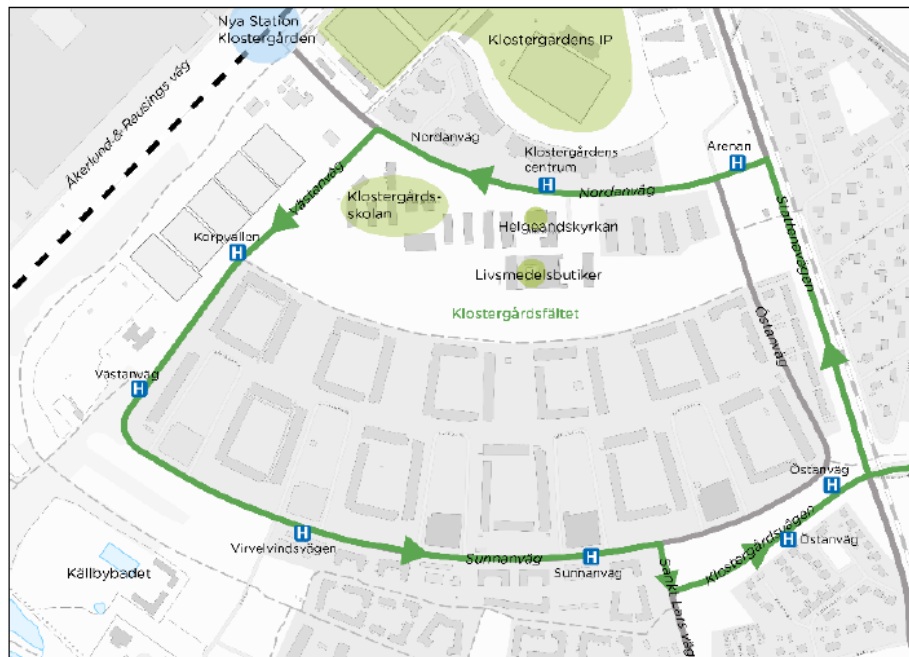 Nya Station
Klostergården
Klostergårdens IP
Åkerlund & Rausings väg
Nordanväg
Klostergårdens
centrum
Arenan
H
H
Nordanväg
Västanväg
Klostergårds-
skolan
Helgeandskyrkan
Stattenavägen
Korpvallen
H
Livsmedelsbutiker
Klostergårdsfältet
Östanväg
Västanväg
H
Östanväg
H
Virvelvindsvägen
H
Sunnanväg
H
Sunnanväg
Klostergårdsvägen
H
Östanväg
Sankt Lars väg
Källbybadet